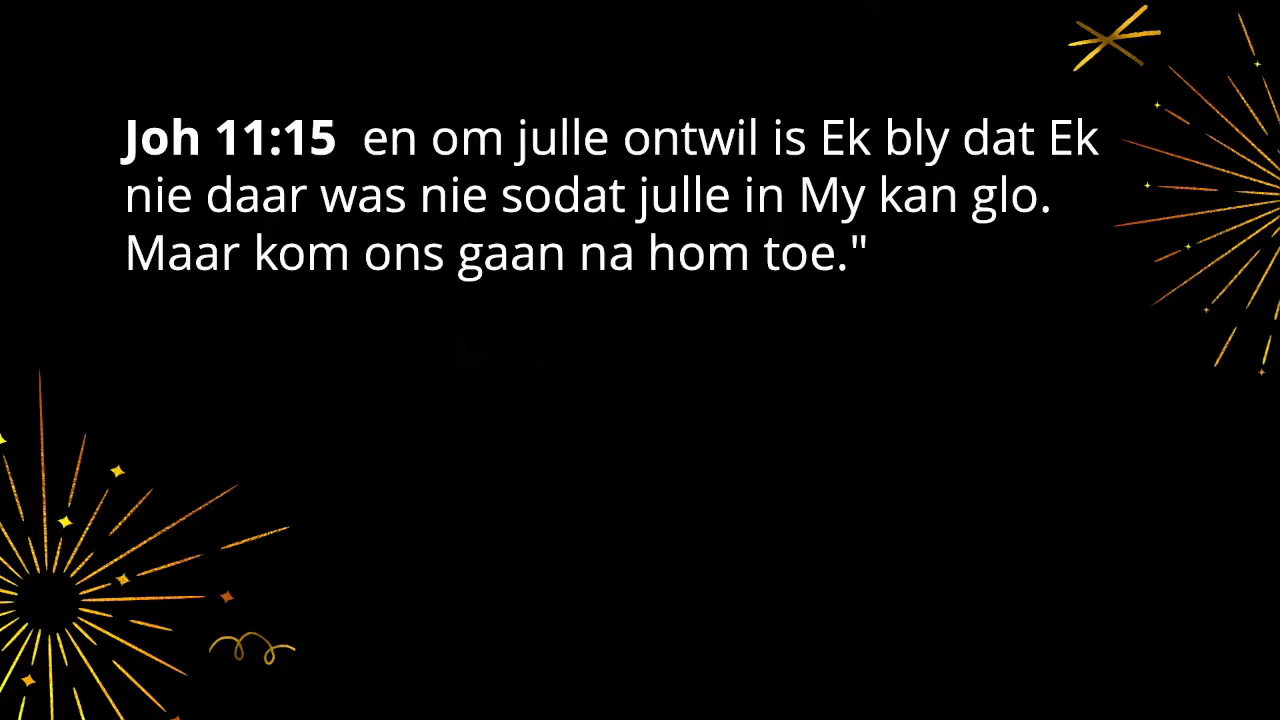 Joh 11:15 en om julle ontwil is Ek bly dat Ek
nie daar was nie sodat julle in My kan glo.
Maar kom ons gaan na hom toe."